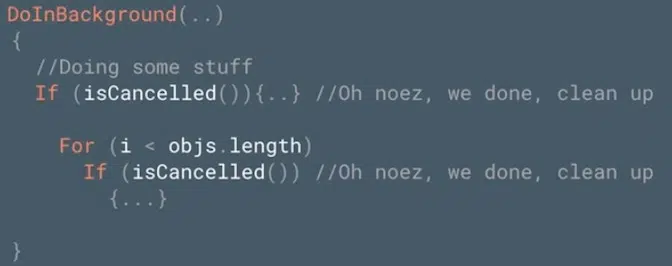 DoInBackground(..)
{
//Doing some stuff
If (isCancelled()){..} //Oh noez, we done, clean up
For (i < objs.length)
If (isCancelled()) //Oh noez, we done, clean up
{...}
}